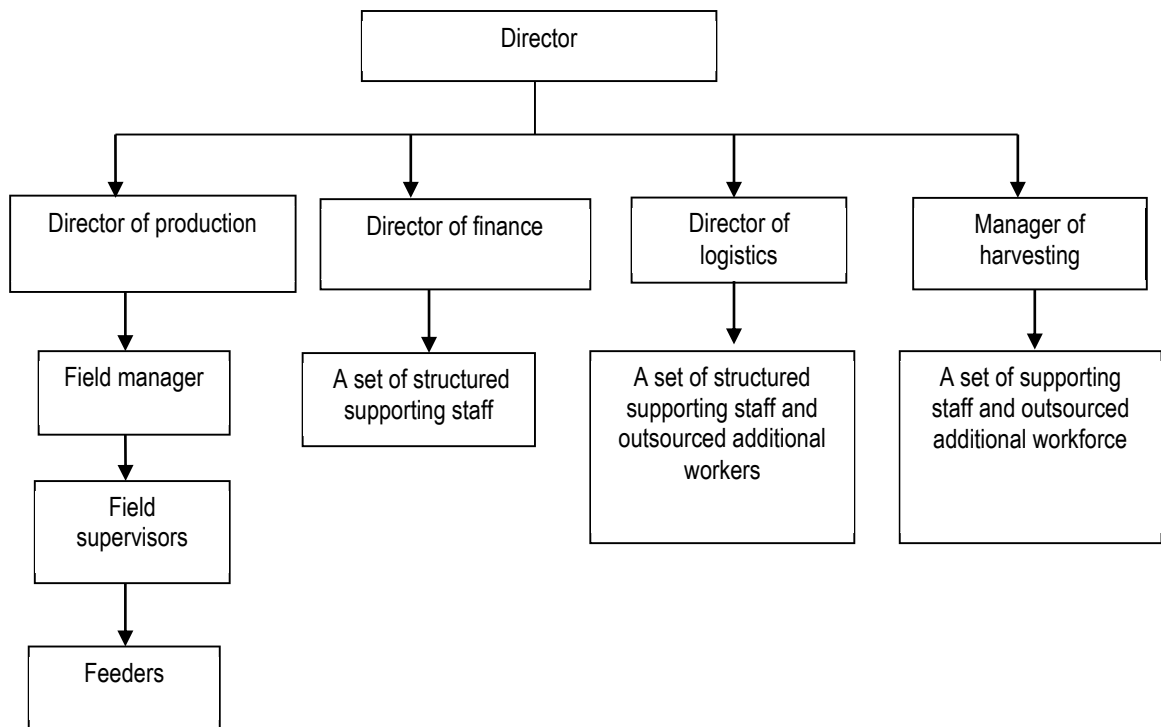 Director
Director of production
Director of finance
Director of
logistics
Manager of
harvesting
Field manager
A set of structured
supporting staff
A set of structured
supporting staff and
outsourced additional
workers
A set of supporting
staff and outsourced
additional workforce
Field
supervisors
Feeders